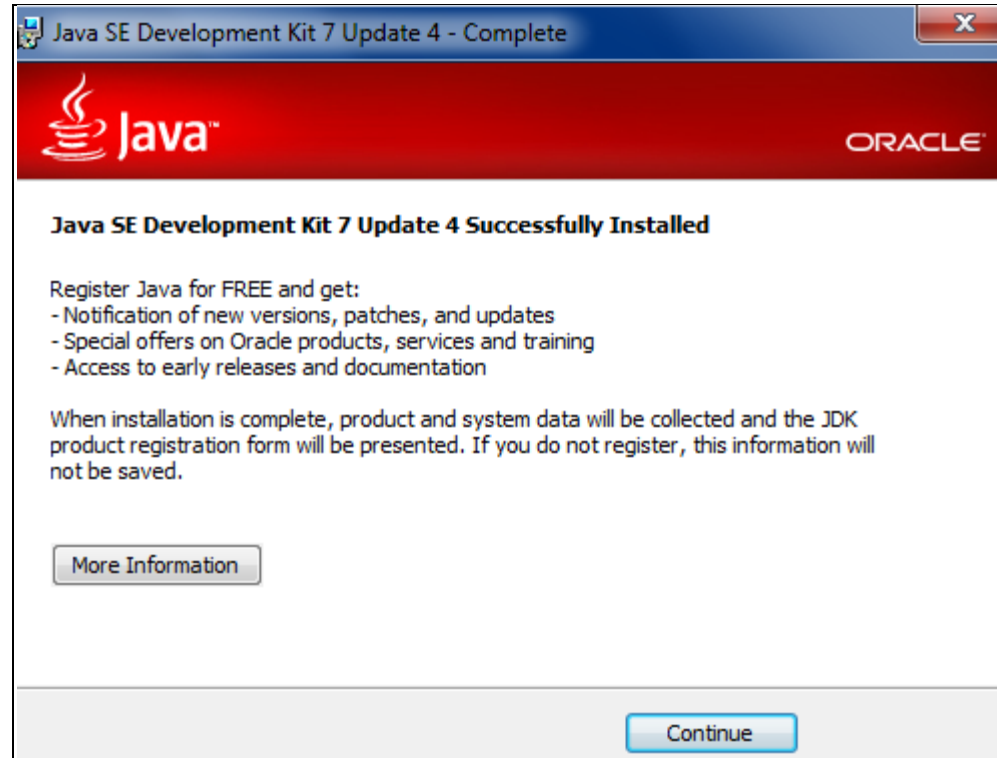 Java SE Development Kit 7 Update 4 - Complete
Java™
ORACLE
Java SE Development Kit 7 Update 4 Successfully Installed
Register Java for FREE and get:
- Notification of new versions, patches, and updates
- Special offers on Oracle products, services and training
- Access to early releases and documentation
When installation is complete, product and system data will be collected and the JDK
product registration form will be presented. If you do not register, this information will
not be saved.
More Information
Continue